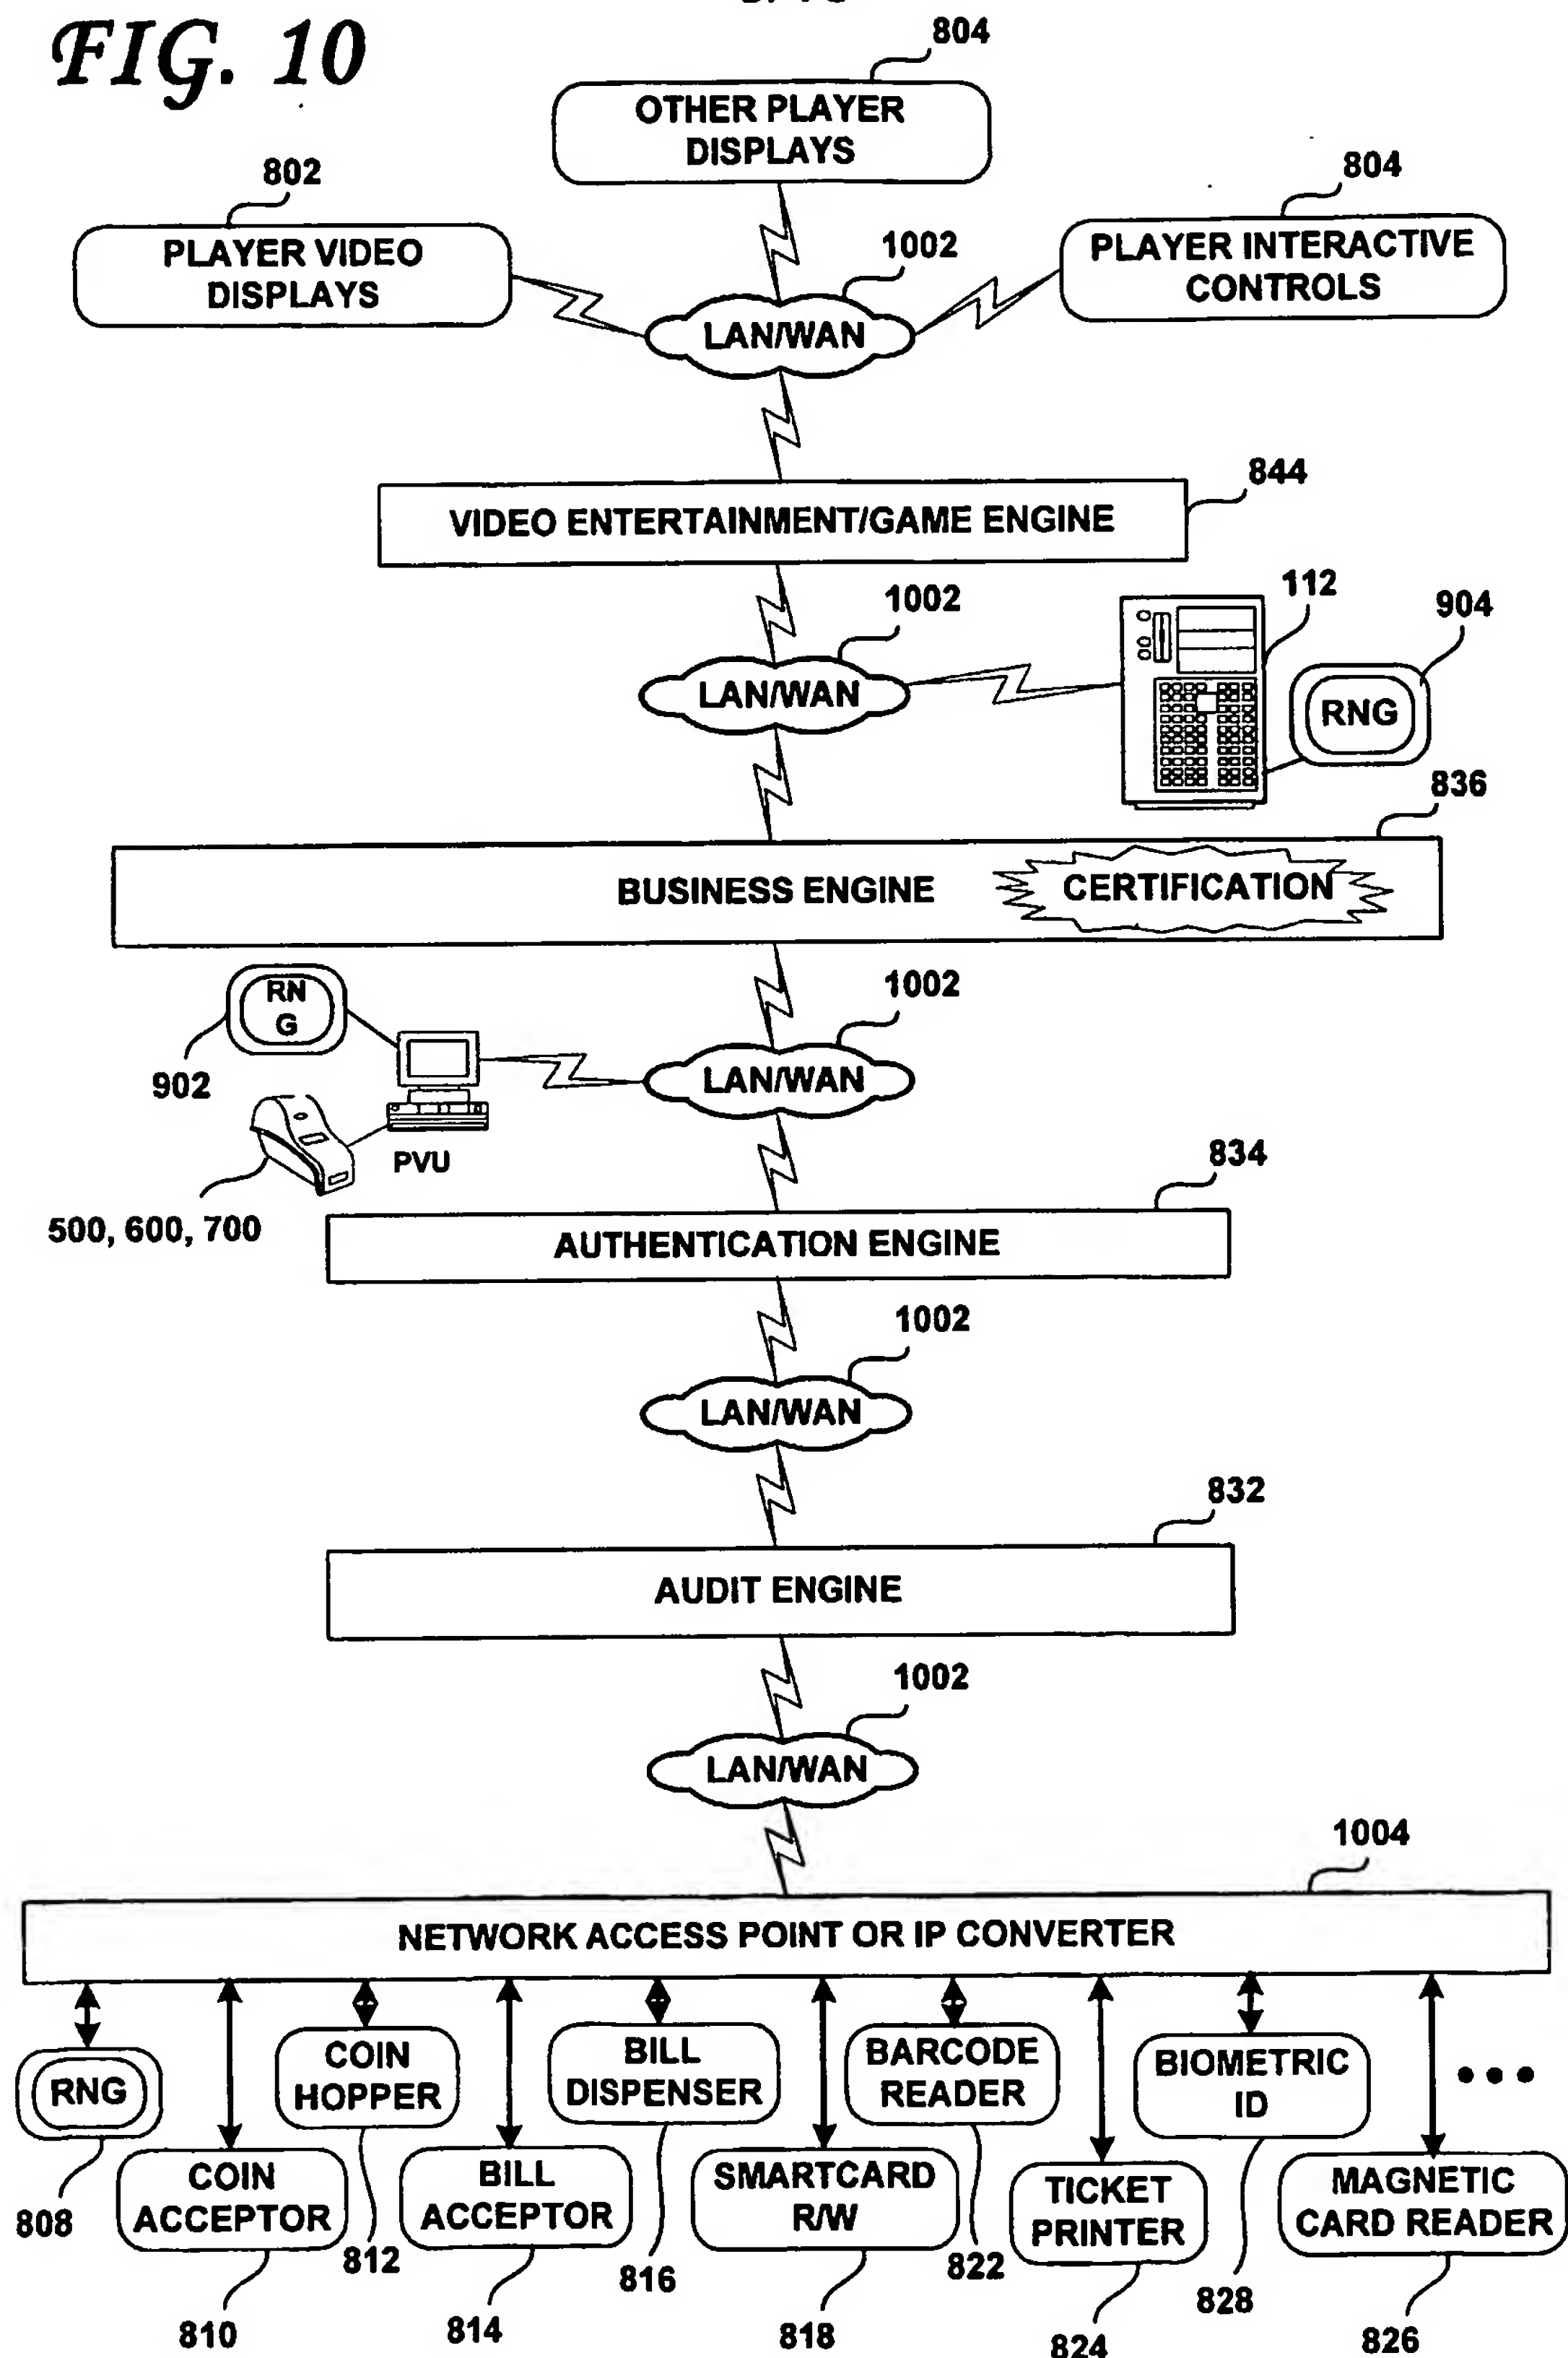 FIG. 10
804
OTHER PLAYER
DISPLAYS
802
PLAYER VIDEO
DISPLAYS
804
PLAYER INTERACTIVE
CONTROLS
1002
LAN/WAN
844
VIDEO ENTERTAINMENT/GAME ENGINE
1002
LAN/WAN
112
904
RNG
836
BUSINESS ENGINE
CERTIFICATION
RN
G
902
1002
LAN/WAN
PVU
500, 600, 700
834
AUTHENTICATION ENGINE
1002
LAN/WAN
832
AUDIT ENGINE
1002
LAN/WAN
1004
NETWORK ACCESS POINT OR IP CONVERTER
RNG
808
COIN
ACCEPTOR
810
COIN
HOPPER
812
BILL
ACCEPTOR
814
BILL
DISPENSER
816
SMARTCARD
R/W
818
BARCODE
READER
822
TICKET
PRINTER
824
BIOMETRIC
ID
828
MAGNETIC
CARD READER
826